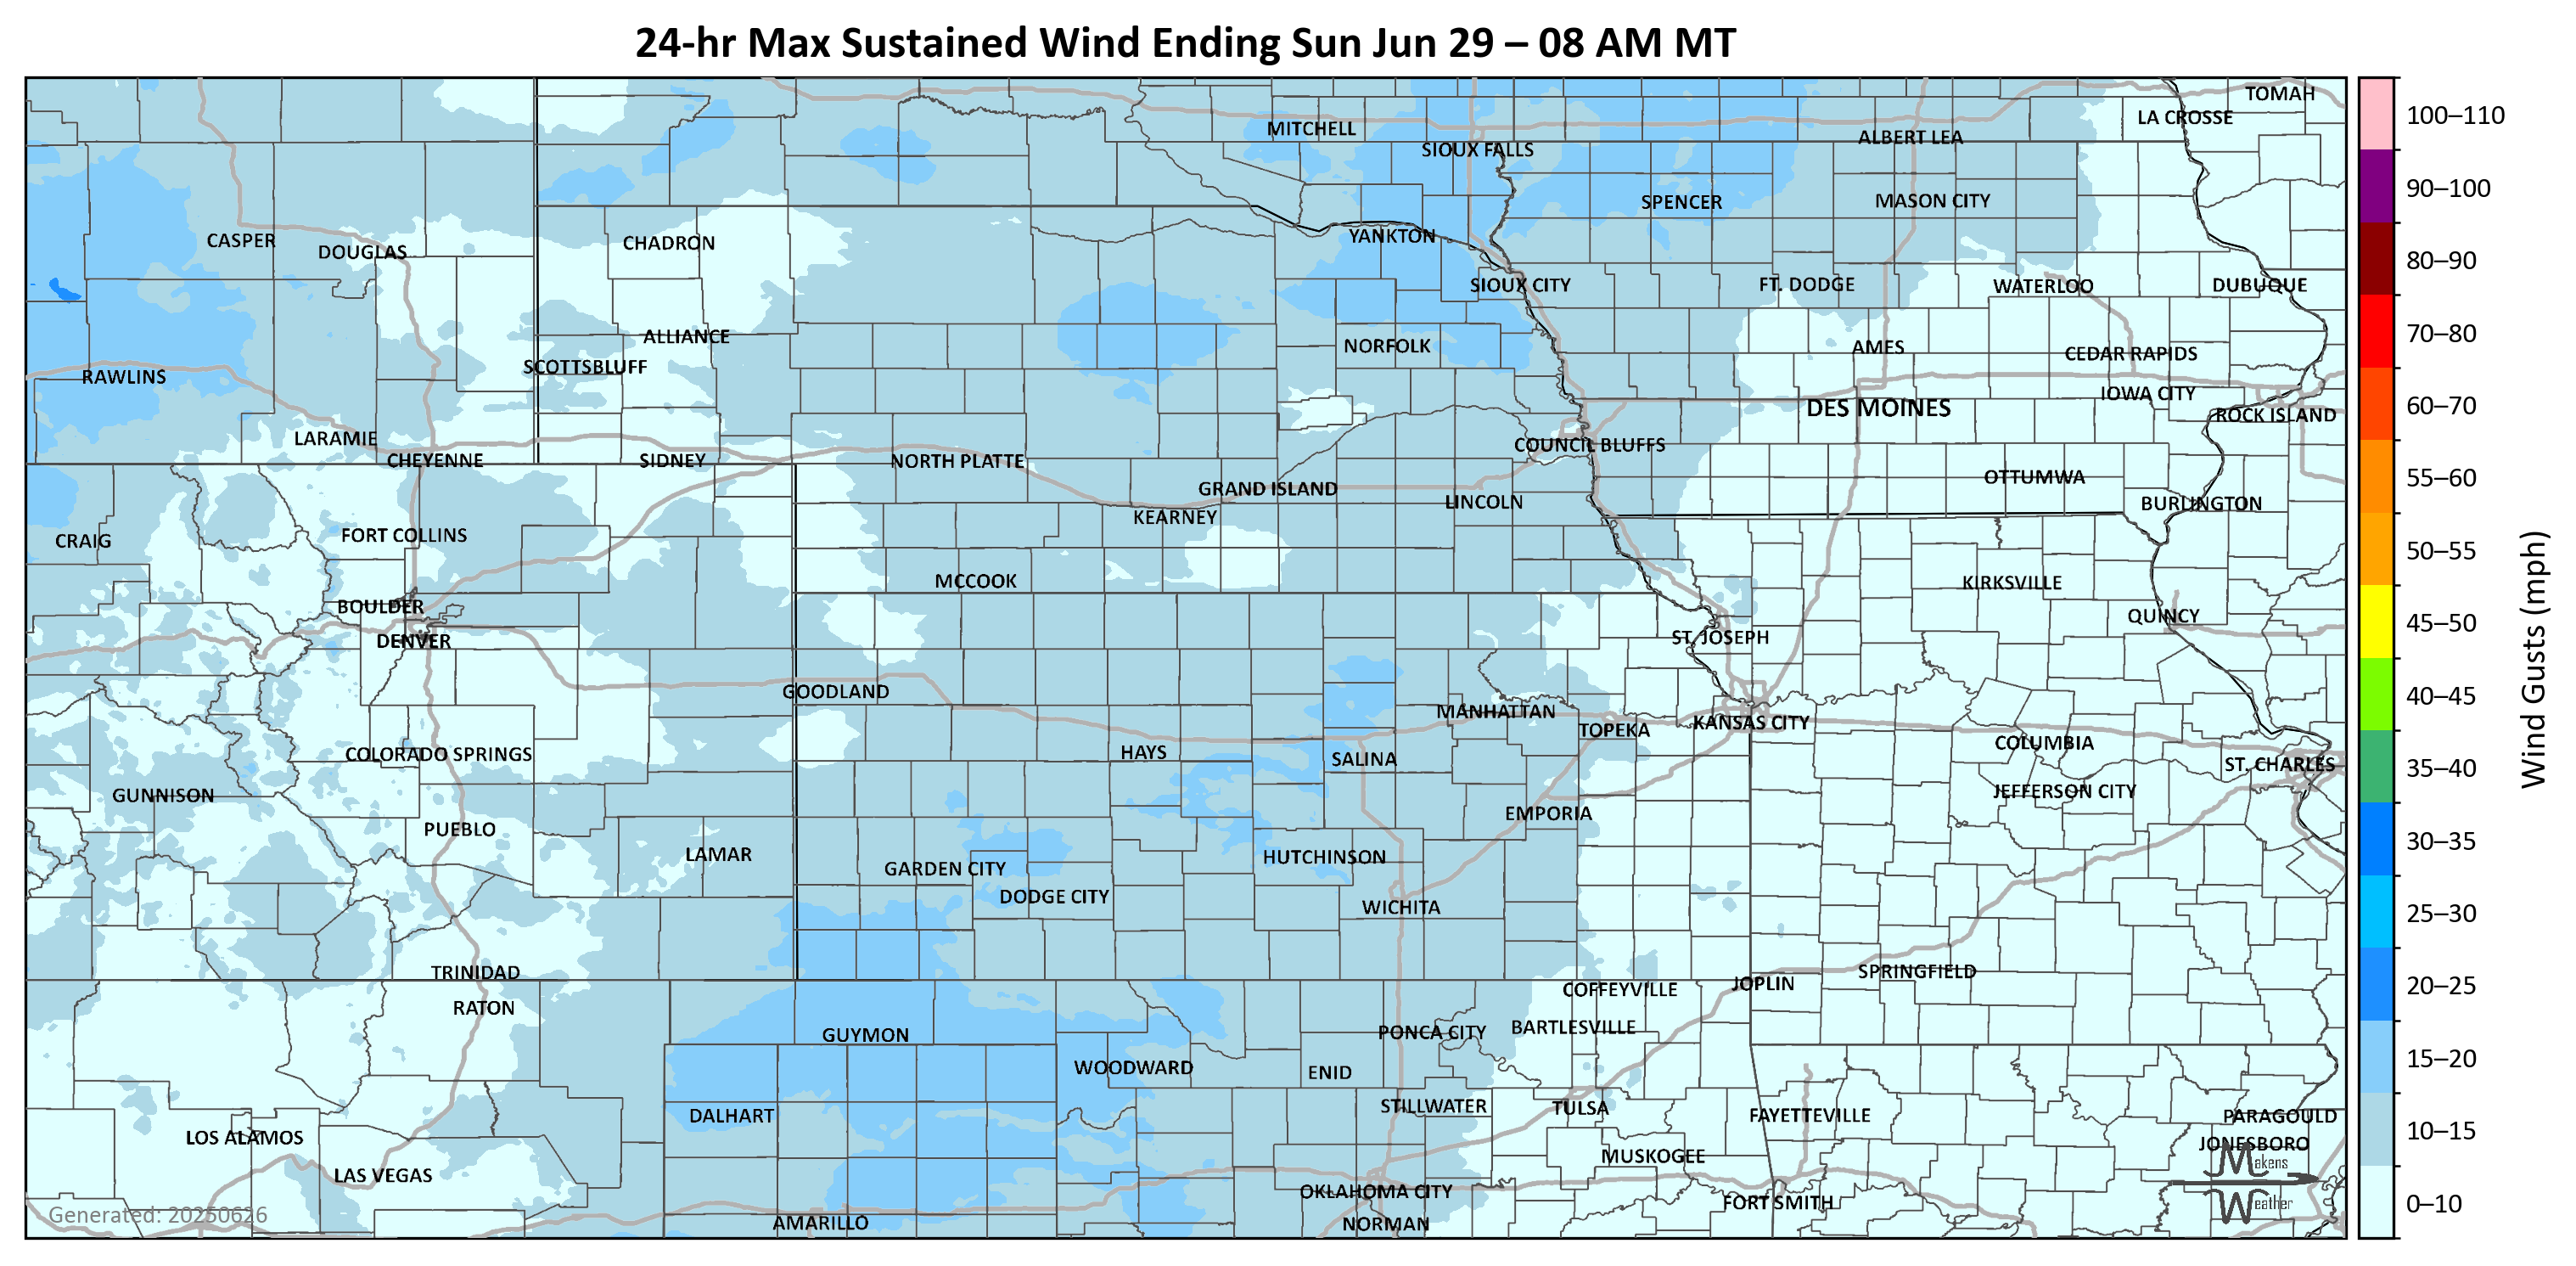 24-hr Max Sustained Wind Ending Sun Jun 29 – 08 AM MT
TOMAH
LA CROSSE
MITCHELL
ALBERT LEA
SIOUX FALLS
SPENCER
MASON CITY
CASPER
DOUGLAS
CHADRON
YANKTON
SIOUX CITY
FT. DODGE
WATERLOO
DUBUQUE
ALLIANCE
NORFOLK
AMES
CEDAR RAPIDS
SCOTTSBLUFF
RAWLINS
IOWA CITY
DES MOINES
ROCK ISLAND
LARAMIE
COUNCIL BLUFFS
CHEYENNE
SIDNEY
NORTH PLATTE
OTTUMWA
GRAND ISLAND
LINCOLN
BURLINGTON
KEARNEY
FORT COLLINS
CRAIG
MCCOOK
KIRKSVILLE
BOULDER
QUINCY
DENVER
ST. JOSEPH
GOODLAND
MANHATTAN
TOPEKA
KANSAS CITY
COLUMBIA
COLORADO SPRINGS
HAYS
SALINA
ST. CHARLES
GUNNISON
JEFFERSON CITY
EMPORIA
PUEBLO
LAMAR
HUTCHINSON
GARDEN CITY
DODGE CITY
WICHITA
TRINIDAD
SPRINGFIELD
JOPLIN
COFFEYVILLE
RATON
BARTLESVILLE
GUYMON
PONCA CITY
WOODWARD
ENID
STILLWATER
TULSA
DALHART
FAYETTEVILLE
PARAGOULD
LOS ALAMOS
JONESBORO
MUSKOGEE
LAS VEGAS
OKLAHOMA CITY
FORT SMITH
AMARILLO
NORMAN
Makens
Weather
Generated: 20250626
100–110
90–100
80–90
70–80
60–70
55–60
50–55
45–50
40–45
35–40
30–35
25–30
20–25
15–20
10–15
0–10
Wind Gusts (mph)